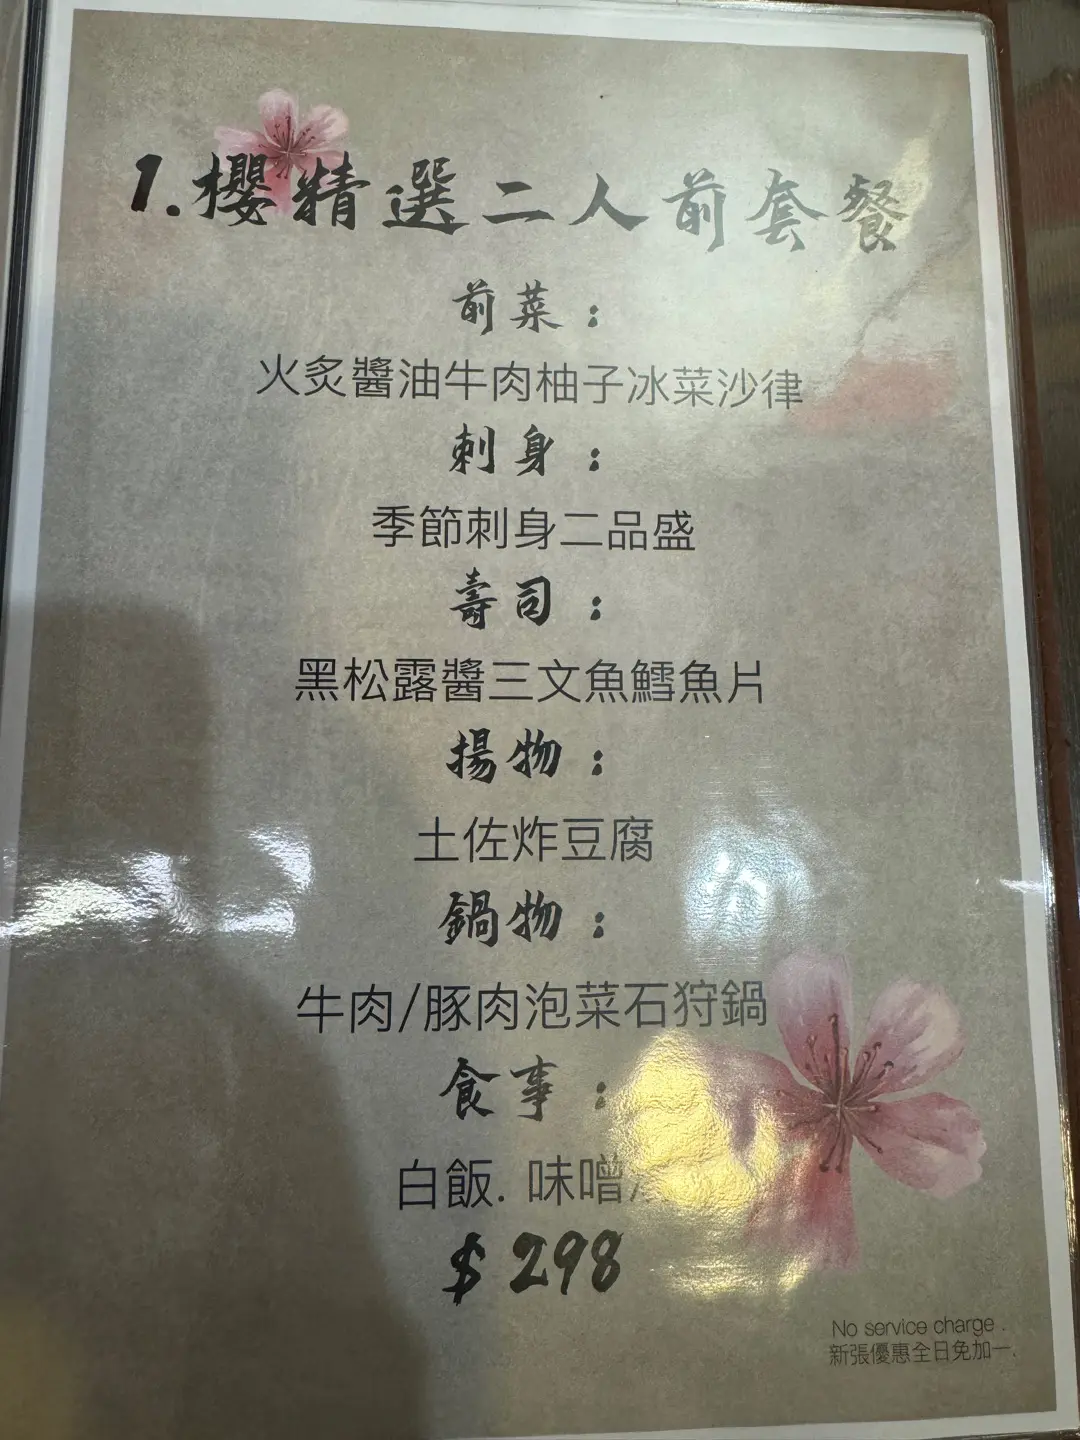 1.櫻精選二人前套餐
前菜：
火炙醬油牛肉柚子冰菜沙律
刺身：
季節刺身二品盛
壽司：
黑松露醬三文魚鱈魚片
揚物：
土佐炸豆腐
鍋物：
牛肉/豚肉泡菜石狩鍋
食事：
白飯. 味噌
$298
No service charge .
新張優惠全日免加一.